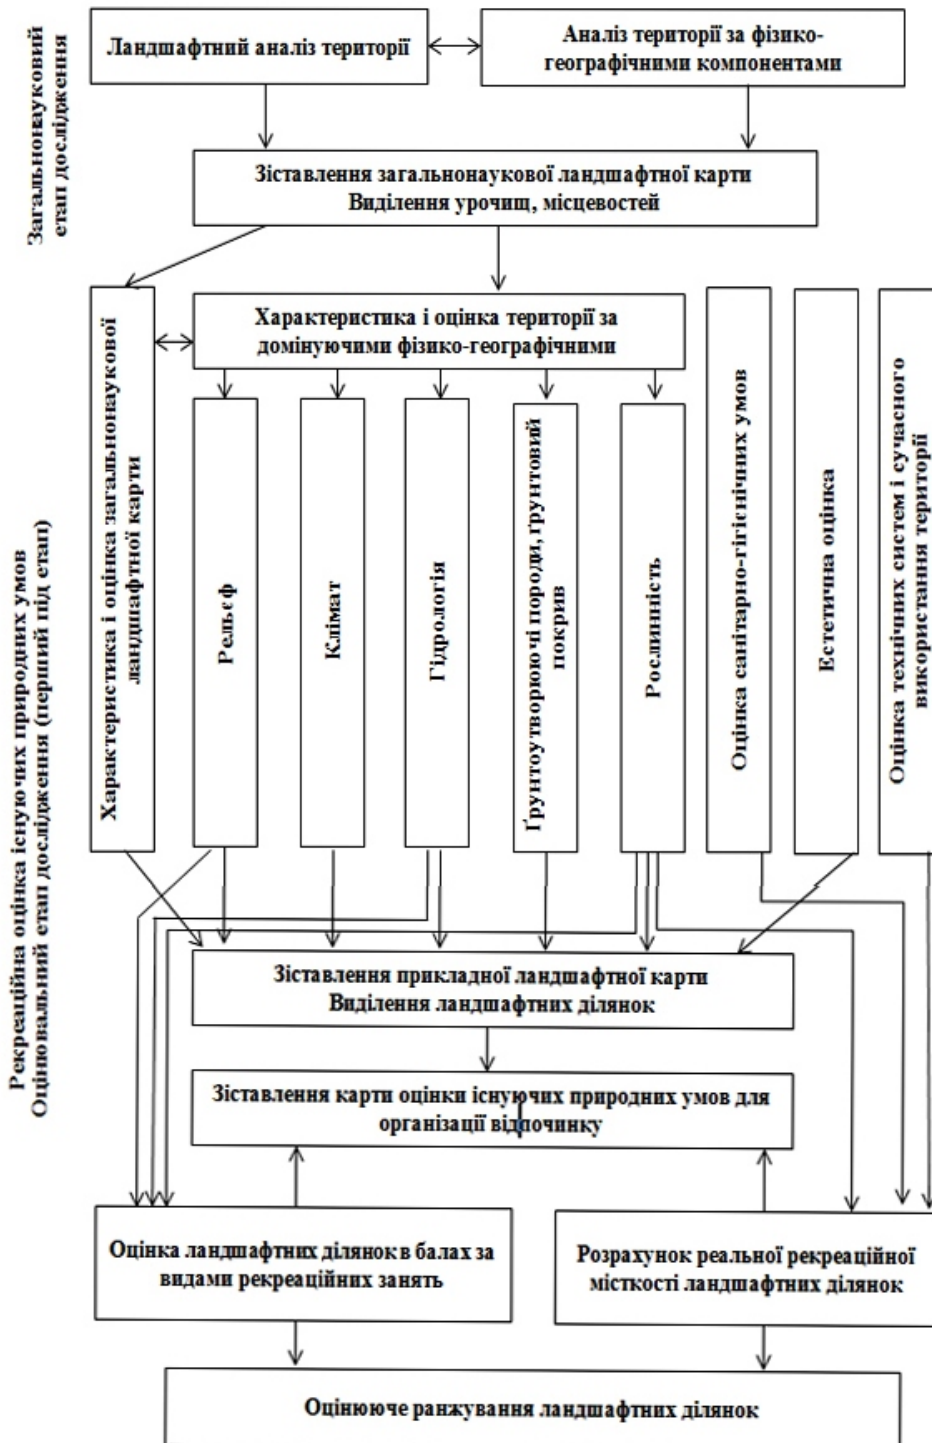 Загальнонауковий
етап дослідження
Ландшафтний аналіз території
Аналіз території за фізико-
географічними компонентами
Зіставлення загальнонаукової ландшафтної карти
Виділення урочищ, місцевостей
Рекреаційна оцінка існуючих природних умов
Оцінювальний етап дослідження (перший під етап)
Характеристика і оцінка загальнонаукової
ландшафтної карти
Характеристика і оцінка території за
домінуючими фізико-географічними
Рельєф
Клімат
Гідрологія
Ґрунтоутворюючі породи, ґрунтовий
покрив
Рослинність
Оцінка санітарно-гігієнічних умов
Естетична оцінка
Оцінка технічних систем і сучасного
використання території
Зіставлення прикладної ландшафтної карти
Виділення ландшафтних ділянок
Зіставлення карти оцінки існуючих природних умов для
організації відпочинку
Оцінка ландшафтних ділянок в балах за
видами рекреаційних занять
Розрахунок реальної рекреаційної
місткості ландшафтних ділянок
Оцінююче ранжування ландшафтних ділянок